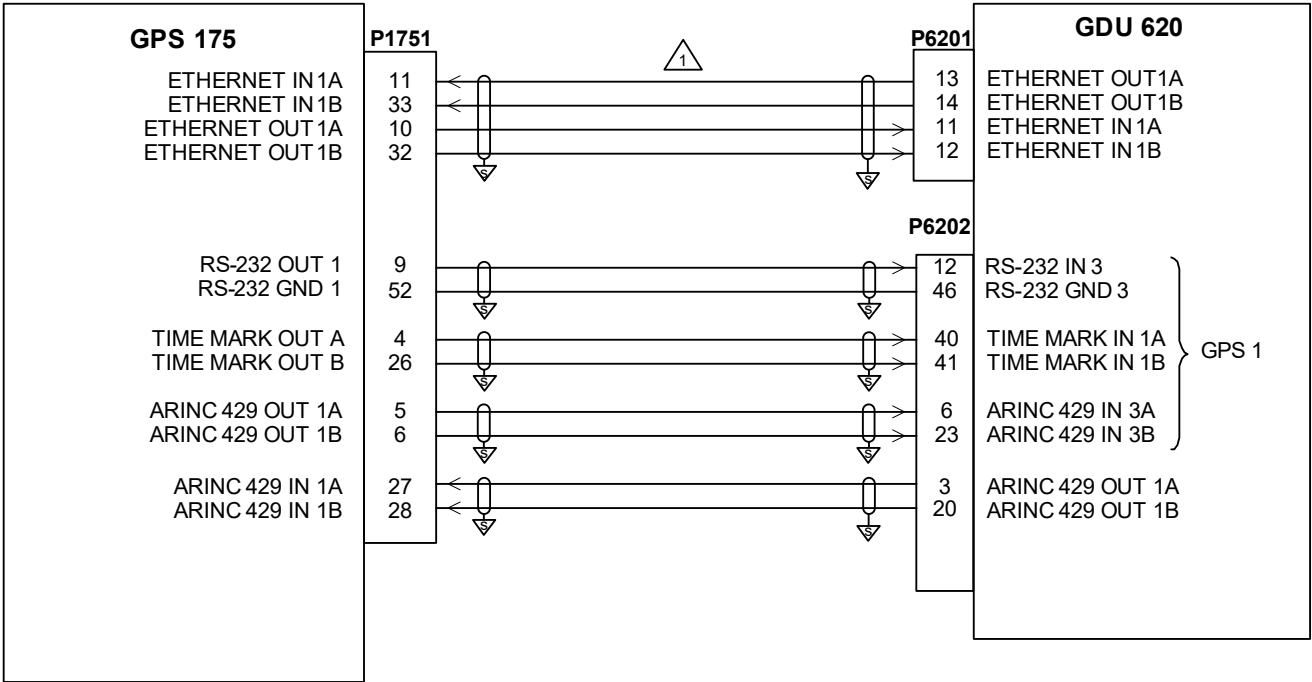 GPS 175 P1751 P6201 GDU 620
1
ETHERNET IN 1A 11 13 ETHERNET OUT 1A
ETHERNET IN 1B 33 14 ETHERNET OUT 1B
ETHERNET OUT 1A 10 11 ETHERNET IN 1A
ETHERNET OUT 1B 32 12 ETHERNET IN 1B
S S
P6202
RS-232 OUT 1 9 12 RS-232 IN 3
RS-232 GND 1 52 46 RS-232 GND 3
S S
TIME MARK OUT A 4 40 TIME MARK IN 1A
TIME MARK OUT B 26 41 TIME MARK IN 1B
GPS 1
S S
ARINC 429 OUT 1A 5 6 ARINC 429 IN 3A
ARINC 429 OUT 1B 6 23 ARINC 429 IN 3B
S S
ARINC 429 IN 1A 27 3 ARINC 429 OUT 1A
ARINC 429 IN 1B 28 20 ARINC 429 OUT 1B
S S